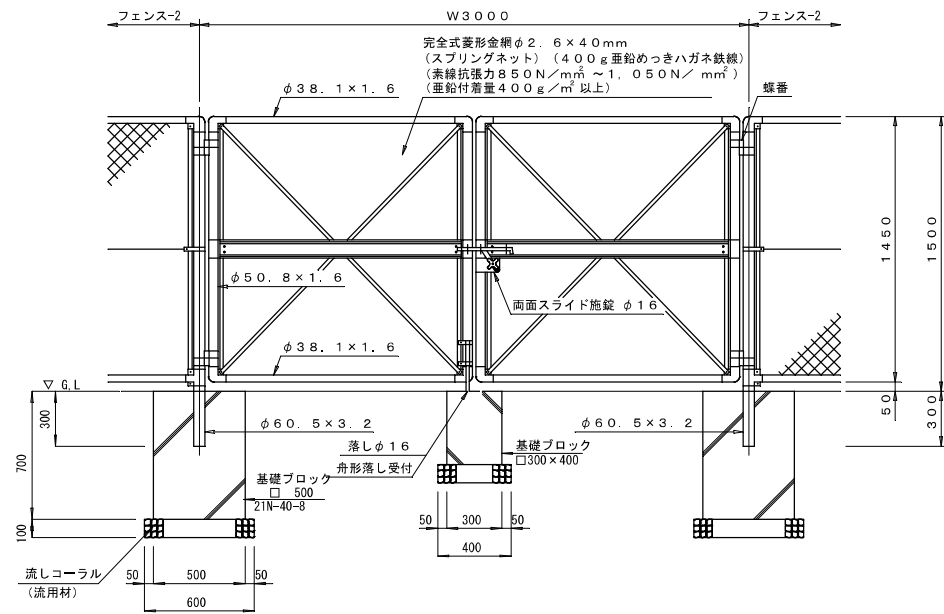 フェンス-2
W3000
フェンス-2
完全式菱形金網φ2.6×40mm
(スプリングネット)(400g亜鉛めっきハガネ鉄線)
(素線抗張力850N/mm²~1,050N/mm²)
(亜鉛付着量400g/m²以上)
φ38.1×1.6
蝶番
1450
1500
φ50.8×1.6
両面スライド施錠 φ16
φ38.1×1.6
▽ G.L
50
300
300
700
100
φ60.5×3.2
φ60.5×3.2
落しφ16
舟形落し受付
基礎ブロック
□300×400
基礎ブロック
□ 500
21N-40-8
50
300
50
400
流しコーラル
(流用材)
50
500
50
600